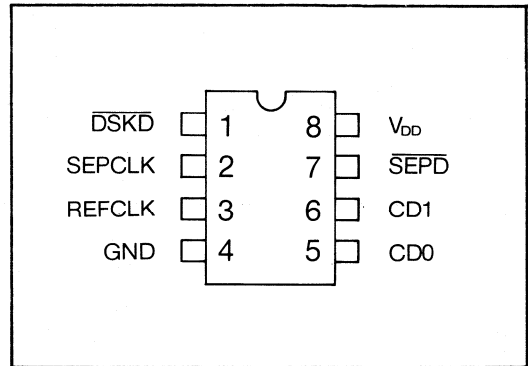 DSKD 1 8 VDD
SEPCLK 2 7 SEPD
REFCLK 3 6 CD1
GND 4 5 CD0